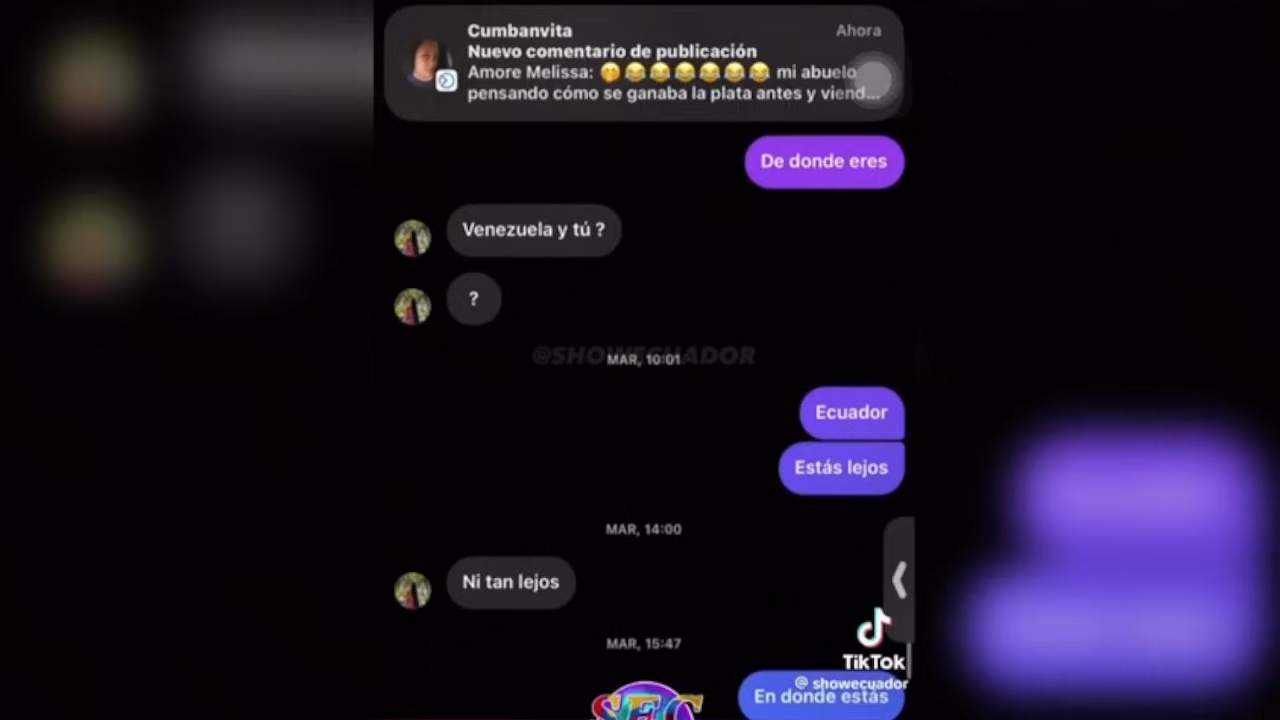 Cumbanvita
Ahora
Nuevo comentario de publicación
Amore Melissa: 🤭😂😂😂😂😂😂 mi abuelo
pensando cómo se ganaba la plata antes y viend...
De donde eres
Venezuela y tú ?
?
@SHOWECUADOR
MAR, 10:01
Ecuador
Estás lejos
MAR, 14:00
Ni tan lejos
MAR, 15:47
TikTok
@ showecuador
En donde estás